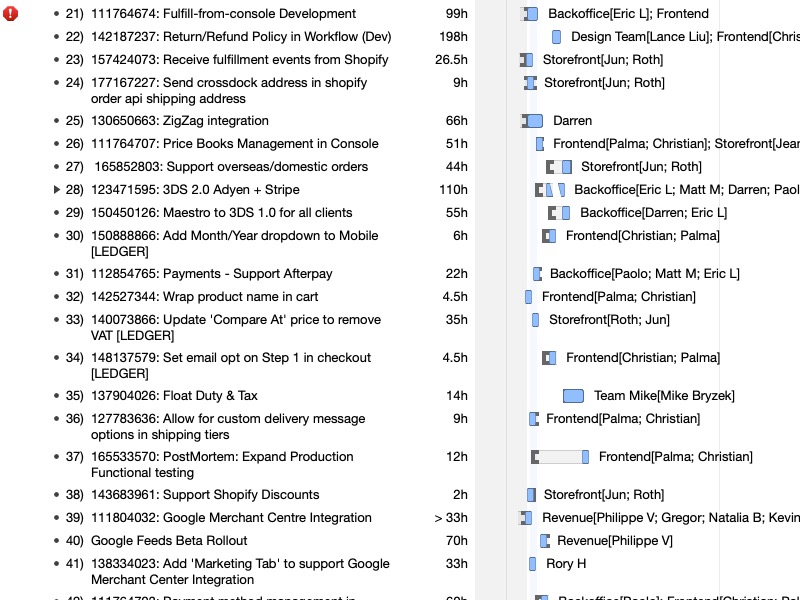 21) 111764674: Fulfill-from-console Development 99h Backoffice[Eric L]; Frontend
22) 142187237: Return/Refund Policy in Workflow (Dev) 198h Design Team[Lance Liu]; Frontend[Chris
23) 157424073: Receive fulfillment events from Shopify 26.5h Storefront[Jun; Roth]
24) 177167227: Send crossdock address in shopify 9h Storefront[Jun; Roth]
order api shipping address
25) 130650663: ZigZag integration 66h Darren
26) 111764707: Price Books Management in Console 51h Frontend[Palma; Christian]; Storefront[Jean
27) 165852803: Support overseas/domestic orders 44h Storefront[Jun; Roth]
28) 123471595: 3DS 2.0 Adyen + Stripe 110h Backoffice[Eric L; Matt M; Darren; Paol
29) 150450126: Maestro to 3DS 1.0 for all clients 55h Backoffice[Darren; Eric L]
30) 150888866: Add Month/Year dropdown to Mobile 6h Frontend[Christian; Palma]
[LEDGER]
31) 112854765: Payments - Support Afterpay 22h Backoffice[Paolo; Matt M; Eric L]
32) 142527344: Wrap product name in cart 4.5h Frontend[Palma; Christian]
33) 140073866: Update 'Compare At' price to remove 35h Storefront[Roth; Jun]
VAT [LEDGER]
34) 148137579: Set email opt on Step 1 in checkout 4.5h Frontend[Christian; Palma]
[LEDGER]
35) 137904026: Float Duty & Tax 14h Team Mike[Mike Bryzek]
36) 127783636: Allow for custom delivery message 9h Frontend[Palma; Christian]
options in shipping tiers
37) 165533570: PostMortem: Expand Production 12h Frontend[Palma; Christian]
Functional testing
38) 143683961: Support Shopify Discounts 2h Storefront[Jun; Roth]
39) 111804032: Google Merchant Centre Integration > 33h Revenue[Philippe V; Gregor; Natalia B; Kevin
40) Google Feeds Beta Rollout 70h Revenue[Philippe V]
41) 138334023: Add 'Marketing Tab' to support Google 33h Rory H
Merchant Center Integration